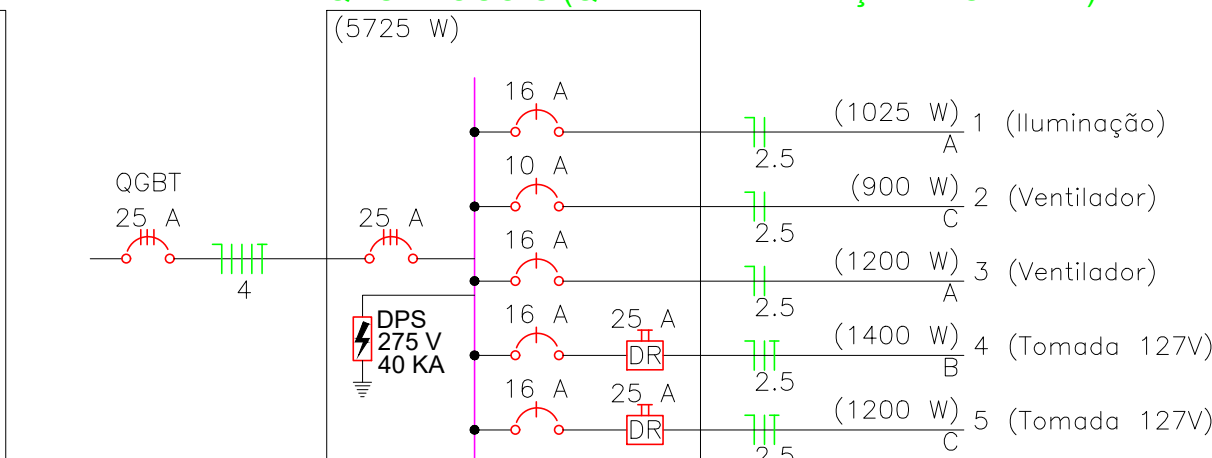 (5725 W)
16 A
(1025 W)
1 (Iluminação)
2.5
A
QGBT
25 A
4
25 A
10 A
(900 W)
2 (Ventilador)
2.5
C
16 A
(1200 W)
3 (Ventilador)
2.5
A
DPS
275 V
40 KA
16 A
25 A
DR
(1400 W)
4 (Tomada 127V)
2.5
B
16 A
25 A
DR
(1200 W)
5 (Tomada 127V)
2.5
C